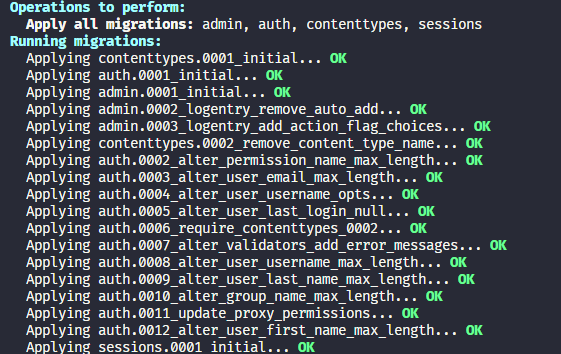 Operations to perform:
Apply all migrations: admin, auth, contenttypes, sessions
Running migrations:
Applying contenttypes.0001_initial... OK
Applying auth.0001_initial... OK
Applying admin.0001_initial... OK
Applying admin.0002_logentry_remove_auto_add... OK
Applying admin.0003_logentry_add_action_flag_choices... OK
Applying contenttypes.0002_remove_content_type_name... OK
Applying auth.0002_alter_permission_name_max_length... OK
Applying auth.0003_alter_user_email_max_length... OK
Applying auth.0004_alter_user_username_opts... OK
Applying auth.0005_alter_user_last_login_null... OK
Applying auth.0006_require_contenttypes_0002... OK
Applying auth.0007_alter_validators_add_error_messages... OK
Applying auth.0008_alter_user_username_max_length... OK
Applying auth.0009_alter_user_last_name_max_length... OK
Applying auth.0010_alter_group_name_max_length... OK
Applying auth.0011_update_proxy_permissions... OK
Applying auth.0012_alter_user_first_name_max_length... OK
Applying sessions.0001_initial... OK